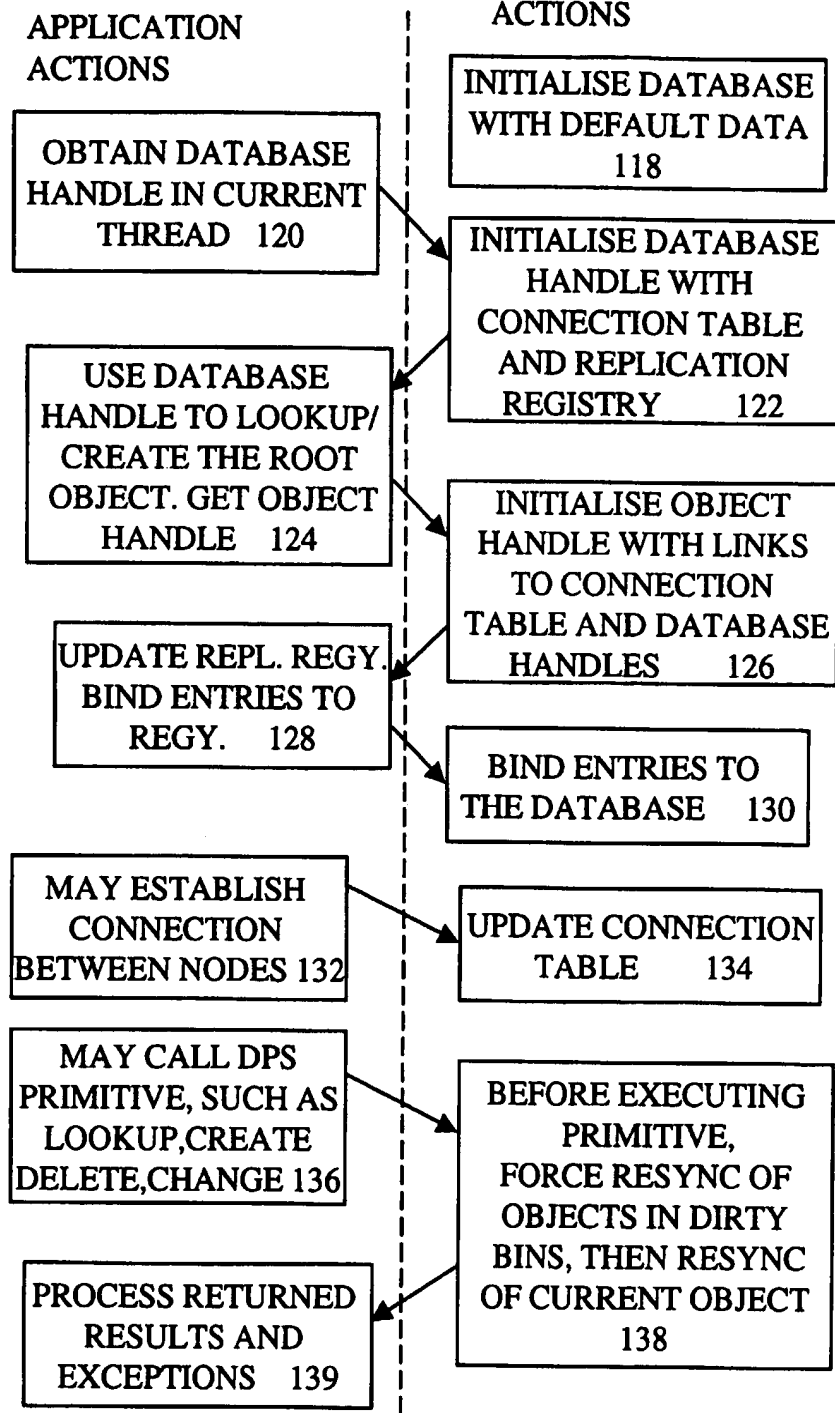 APPLICATION
ACTIONS
ACTIONS
INITIALISE DATABASE
WITH DEFAULT DATA
118
OBTAIN DATABASE
HANDLE IN CURRENT
THREAD 120
INITIALISE DATABASE
HANDLE WITH
CONNECTION TABLE
AND REPLICATION
REGISTRY 122
USE DATABASE
HANDLE TO LOOKUP/
CREATE THE ROOT
OBJECT. GET OBJECT
HANDLE 124
INITIALISE OBJECT
HANDLE WITH LINKS
TO CONNECTION
TABLE AND DATABASE
HANDLES 126
UPDATE REPL. REGY.
BIND ENTRIES TO
REGY. 128
BIND ENTRIES TO
THE DATABASE 130
MAY ESTABLISH
CONNECTION
BETWEEN NODES 132
UPDATE CONNECTION
TABLE 134
MAY CALL DPS
PRIMITIVE, SUCH AS
LOOKUP,CREATE
DELETE,CHANGE 136
BEFORE EXECUTING
PRIMITIVE,
FORCE RESYNC OF
OBJECTS IN DIRTY
BINS, THEN RESYNC
OF CURRENT OBJECT
138
PROCESS RETURNED
RESULTS AND
EXCEPTIONS 139